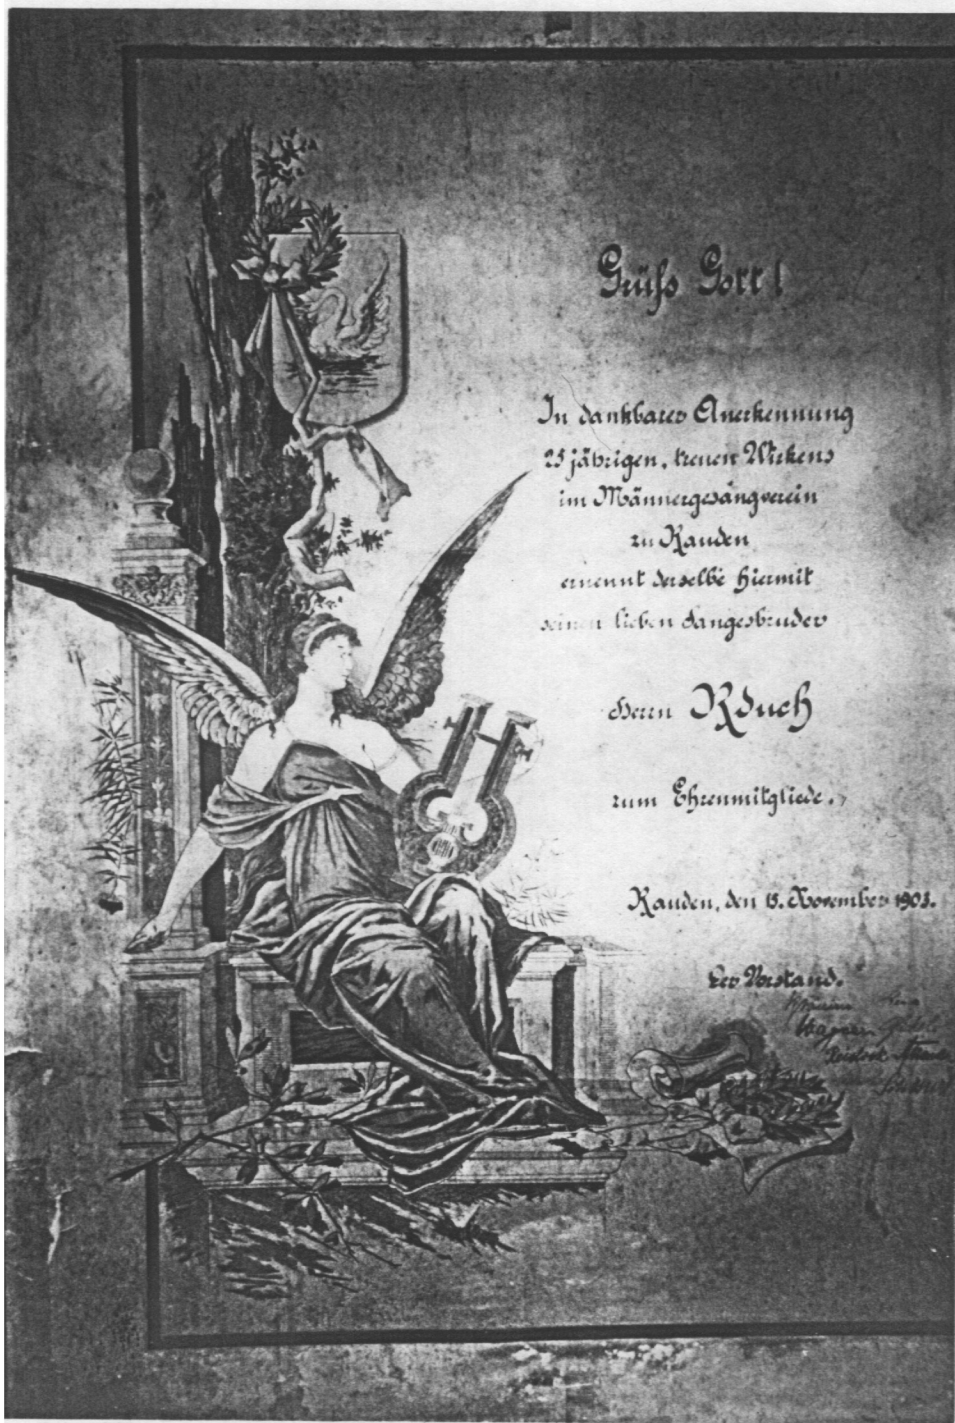 Grüß Gott!
In dankbarer Anerkennung
25 jährigen, treuen Wirkens
im Männergesangverein
zu Rauden
ernennt derselbe hiermit
seinen lieben Sangesbruder
Herrn Rduch
zum Ehrenmitgliede.
Rauden, den 15. November 1903.
Der Vorstand.
Wagner